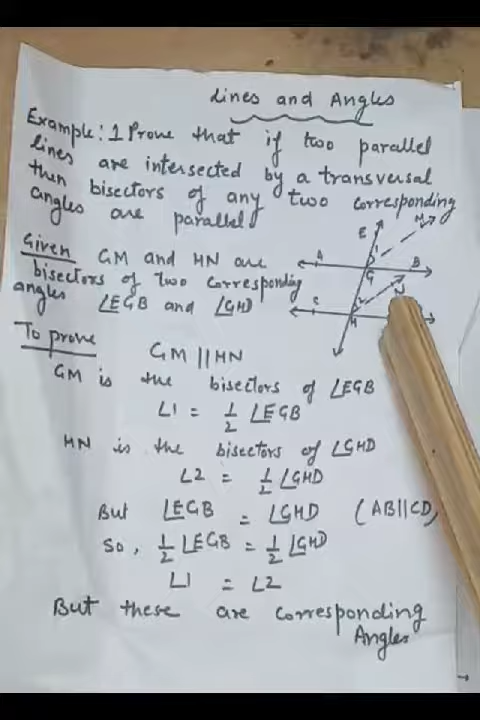 Lines and Angles
Example: 1 Prove that if two parallel
lines are intersected by a transversal
then bisectors of any two corresponding
angles are parallel
Given GM and HN are
bisectors of two corresponding
angles ∠EGB and ∠GHD
E
M
A
1
B
G
N
C
2
H
To prove
GM || HN
GM is the bisectors of ∠EGB
∠1 = 1/2 ∠EGB
HN is the bisectors of ∠GHD
∠2 = 1/2 ∠GHD
But ∠EGB = ∠GHD (AB||CD)
So, 1/2 ∠EGB = 1/2 ∠GHD
∠1 = ∠2
But these are corresponding
Angles